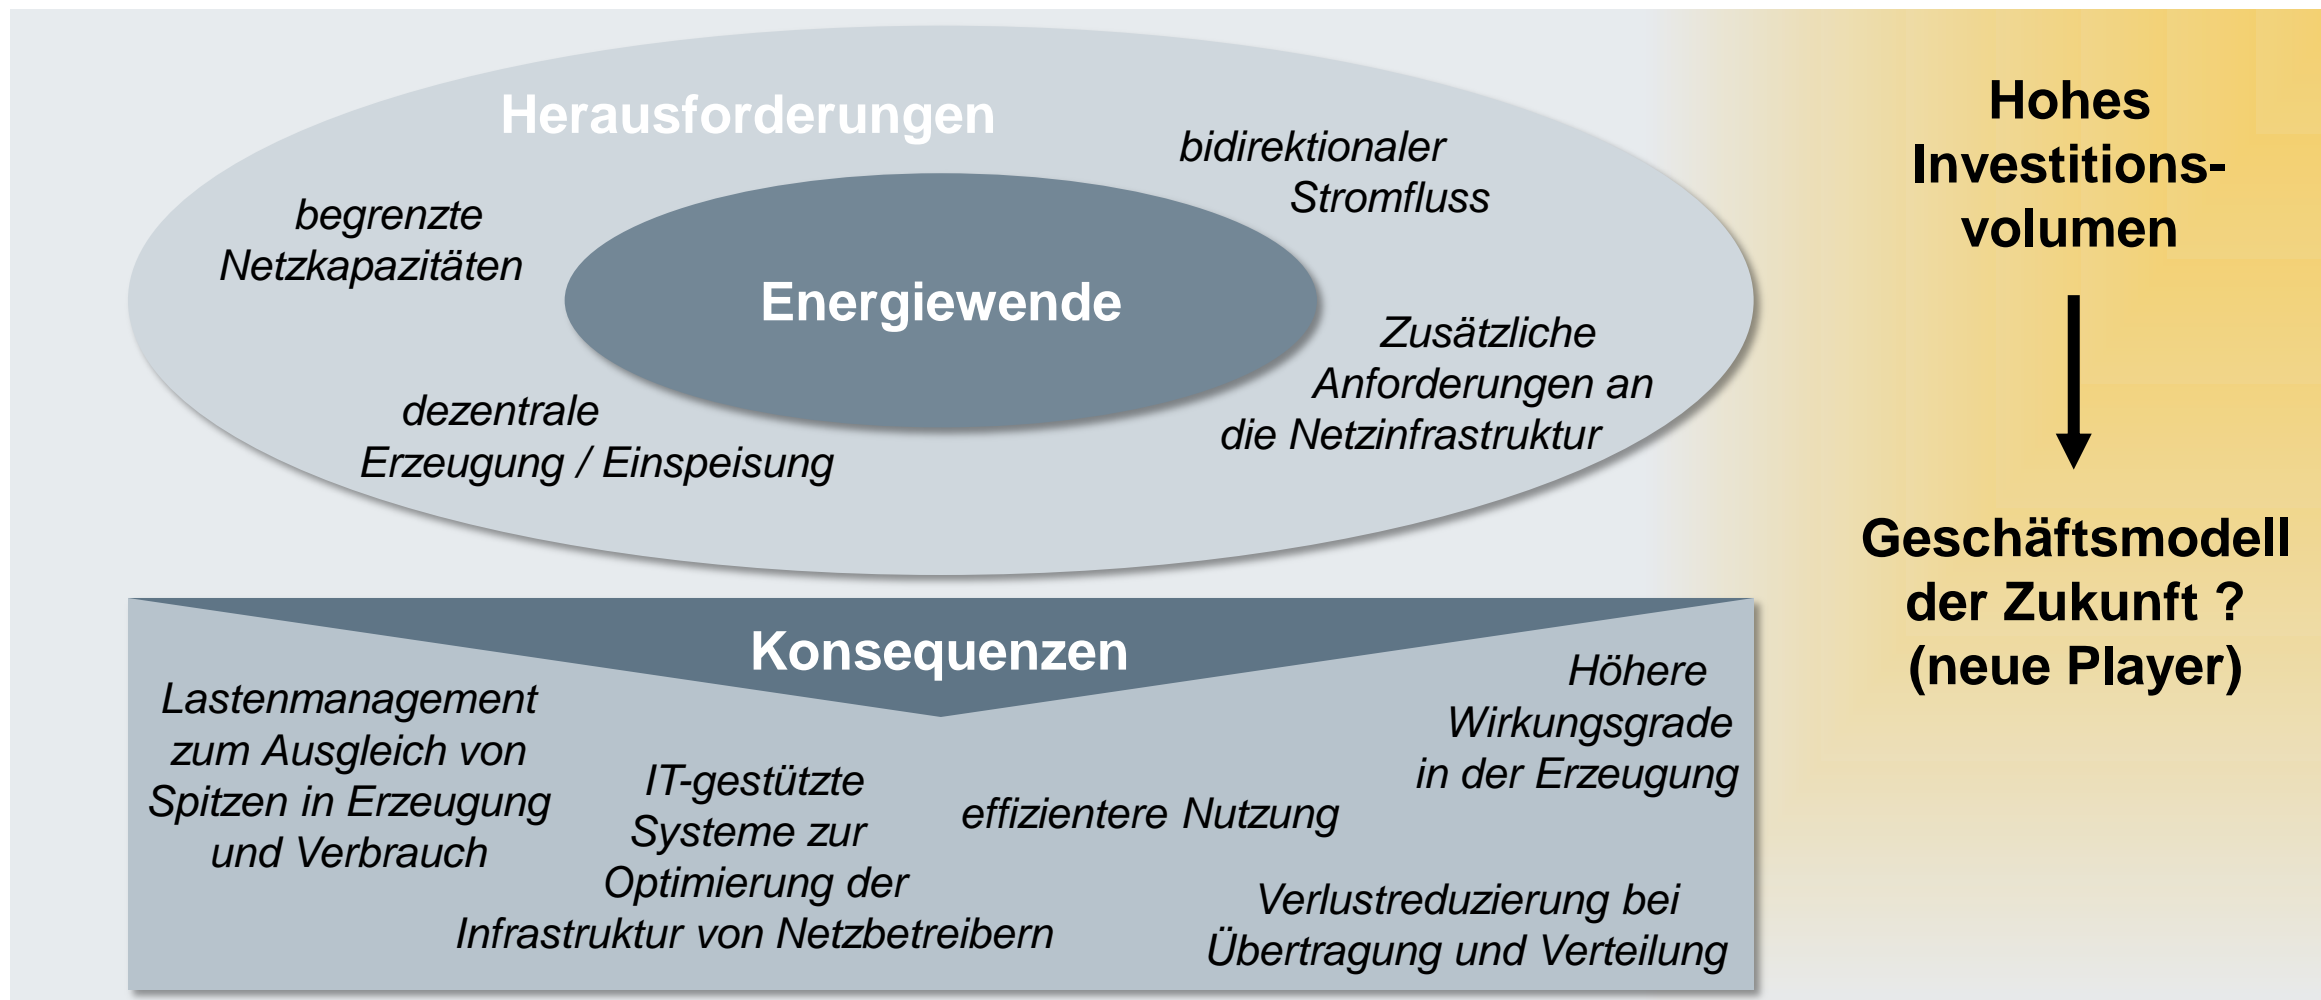 Herausforderungen
bidirektionaler
Stromfluss
begrenzte
Netzkapazitäten
Energiewende
Zusätzliche
Anforderungen an
die Netzinfrastruktur
dezentrale
Erzeugung / Einspeisung
Konsequenzen
Lastenmanagement
zum Ausgleich von
Spitzen in Erzeugung
und Verbrauch
IT-gestützte
Systeme zur
Optimierung der
Infrastruktur von Netzbetreibern
effizientere Nutzung
Höhere
Wirkungsgrade
in der Erzeugung
Verlustreduzierung bei
Übertragung und Verteilung
Hohes
Investitions-
volumen
Geschäftsmodell
der Zukunft ?
(neue Player)